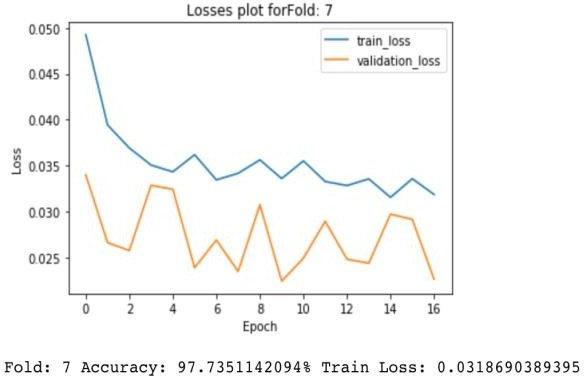 Losses plot forFold: 7
train_loss
validation_loss
0.050
0.045
0.040
0.035
0.030
0.025
Loss
0 2 4 6 8 10 12 14 16
Epoch
Fold: 7 Accuracy: 97.7351142094% Train Loss: 0.0318690389395